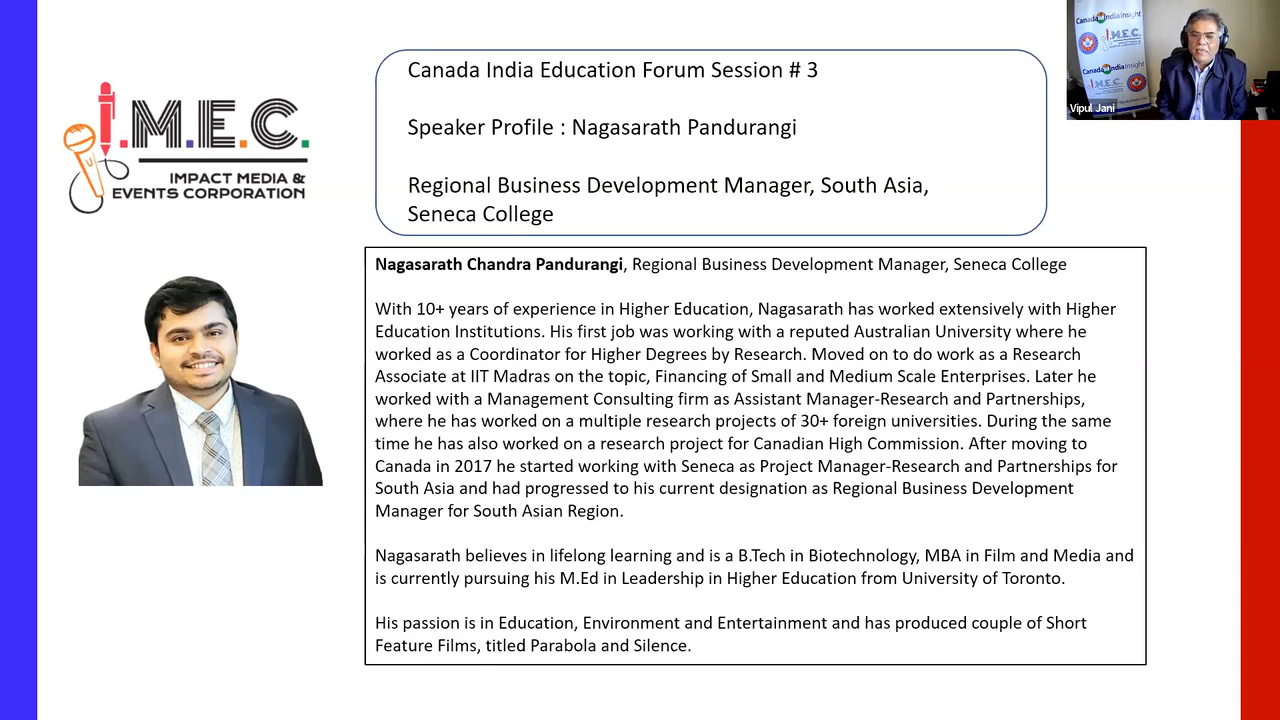 Canada India Education Forum Session # 3
Speaker Profile : Nagasarath Pandurangi
Regional Business Development Manager, South Asia,
Seneca College
I.M.E.C.
IMPACT MEDIA &
EVENTS CORPORATION
Canada India Insight
I.M.E.C.
Canada India Insight
Vipul Jani
Nagasarath Chandra Pandurangi, Regional Business Development Manager, Seneca College
With 10+ years of experience in Higher Education, Nagasarath has worked extensively with Higher
Education Institutions. His first job was working with a reputed Australian University where he
worked as a Coordinator for Higher Degrees by Research. Moved on to do work as a Research
Associate at IIT Madras on the topic, Financing of Small and Medium Scale Enterprises. Later he
worked with a Management Consulting firm as Assistant Manager-Research and Partnerships,
where he has worked on a multiple research projects of 30+ foreign universities. During the same
time he has also worked on a research project for Canadian High Commission. After moving to
Canada in 2017 he started working with Seneca as Project Manager-Research and Partnerships for
South Asia and had progressed to his current designation as Regional Business Development
Manager for South Asian Region.
Nagasarath believes in lifelong learning and is a B.Tech in Biotechnology, MBA in Film and Media and
is currently pursuing his M.Ed in Leadership in Higher Education from University of Toronto.
His passion is in Education, Environment and Entertainment and has produced couple of Short
Feature Films, titled Parabola and Silence.